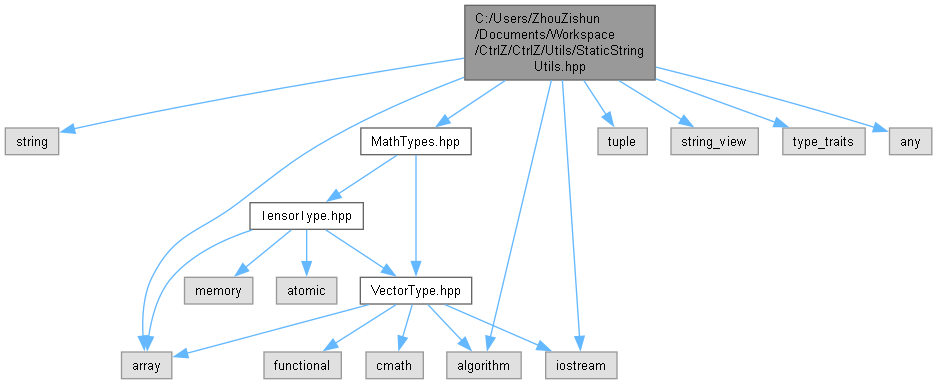 C:/Users/ZhouZishun
/Documents/Workspace
/CtrlZ/CtrlZ/Utils/StaticString
Utils.hpp
string
MathTypes.hpp
tuple
string_view
type_traits
any
TensorType.hpp
memory
atomic
VectorType.hpp
array
functional
cmath
algorithm
iostream